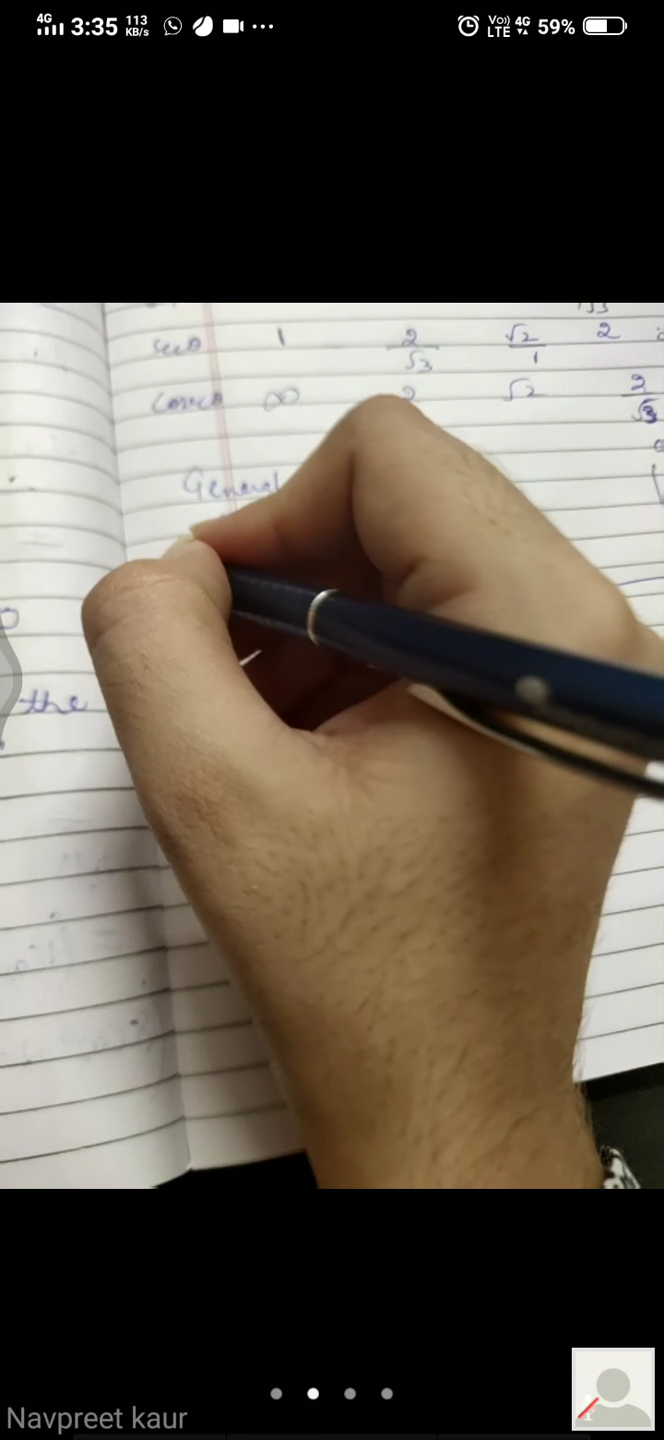 4G 3:35 113 KB/s ... Vo)) LTE 4G 59%
secθ 1 2/√3 √2/1 2
cosecθ ∞ 2 √2 2/√3
General
the
Navpreet kaur